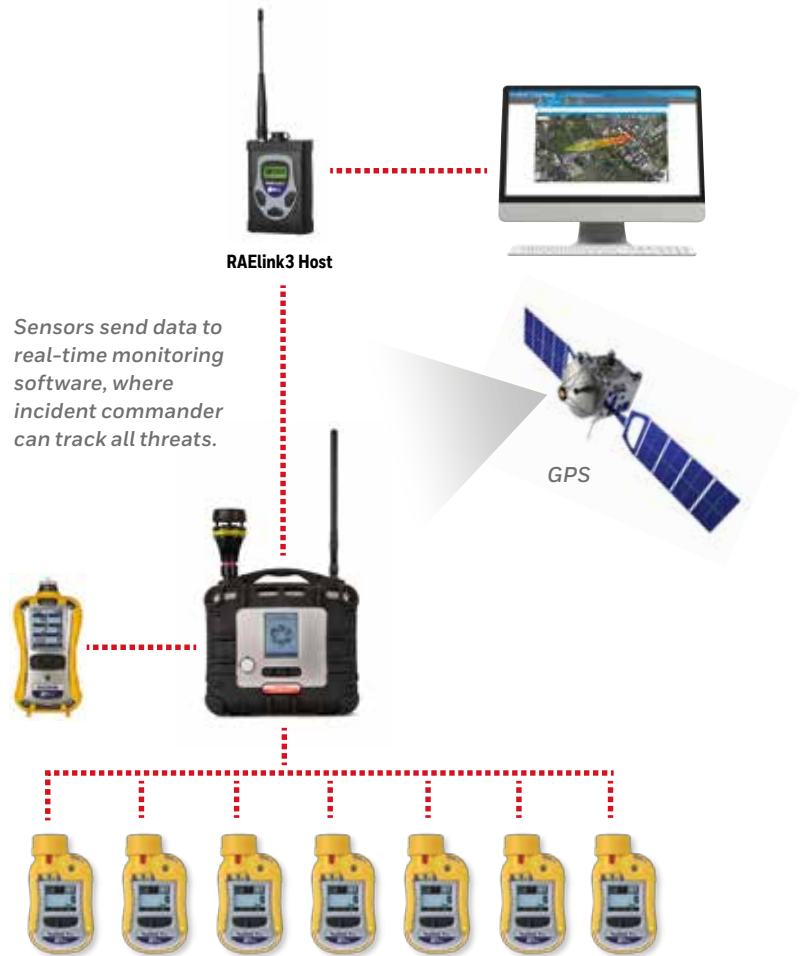 RAElink3 Host
Sensors send data to
real-time monitoring
software, where
incident commander
can track all threats.
GPS